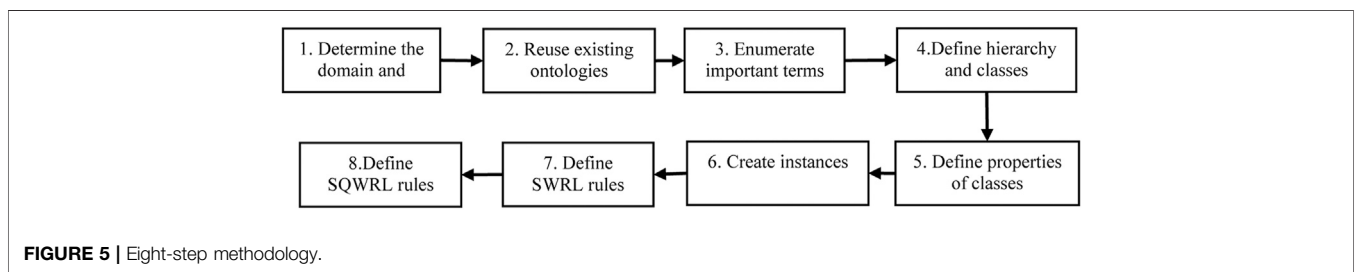 1. Determine the
domain and
2. Reuse existing
ontologies
3. Enumerate
important terms
4.Define hierarchy
and classes
5. Define properties
of classes
6. Create instances
7. Define
SWRL rules
8.Define
SQWRL rules
FIGURE 5 | Eight-step methodology.